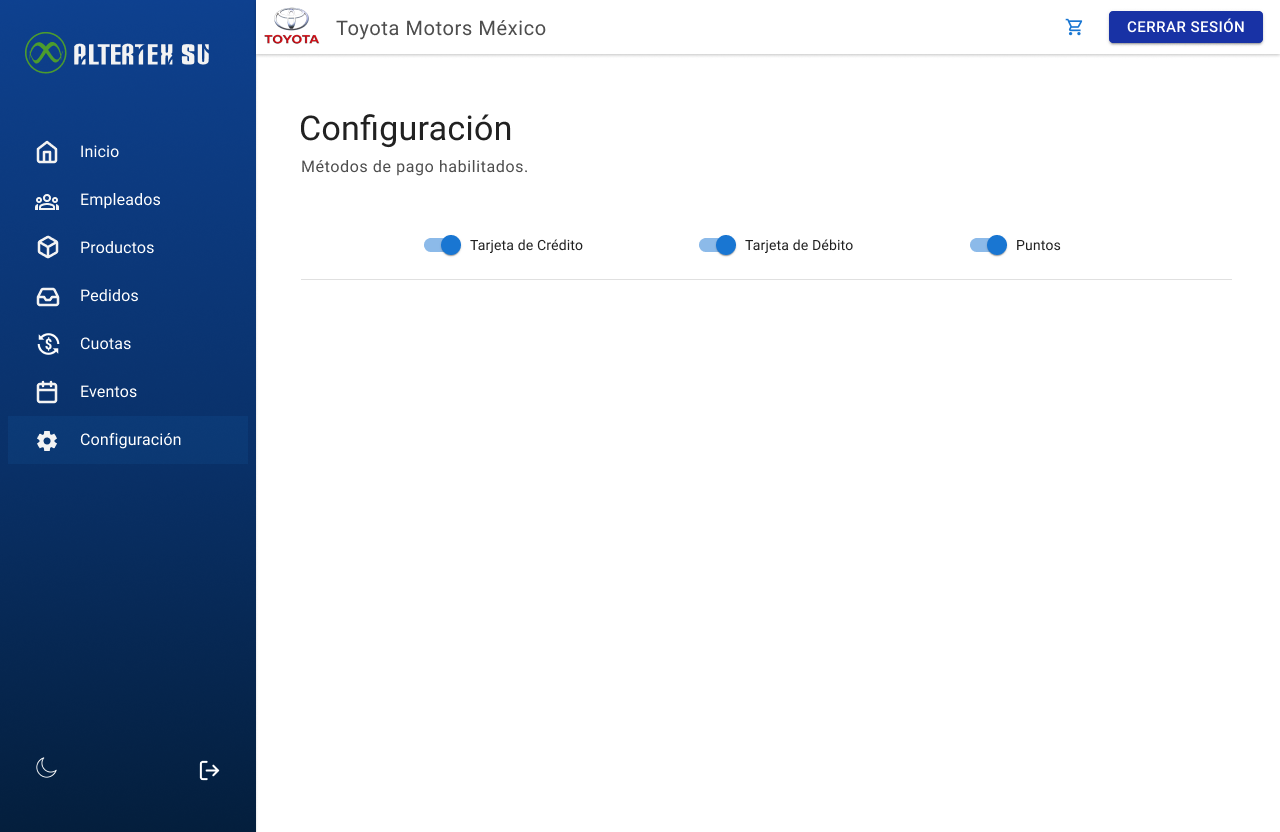 ALTERTEX SU
Inicio
Empleados
Productos
Pedidos
Cuotas
Eventos
Configuración
TOYOTA
Toyota Motors México
CERRAR SESIÓN
Configuración
Métodos de pago habilitados.
Tarjeta de Crédito
Tarjeta de Débito
Puntos